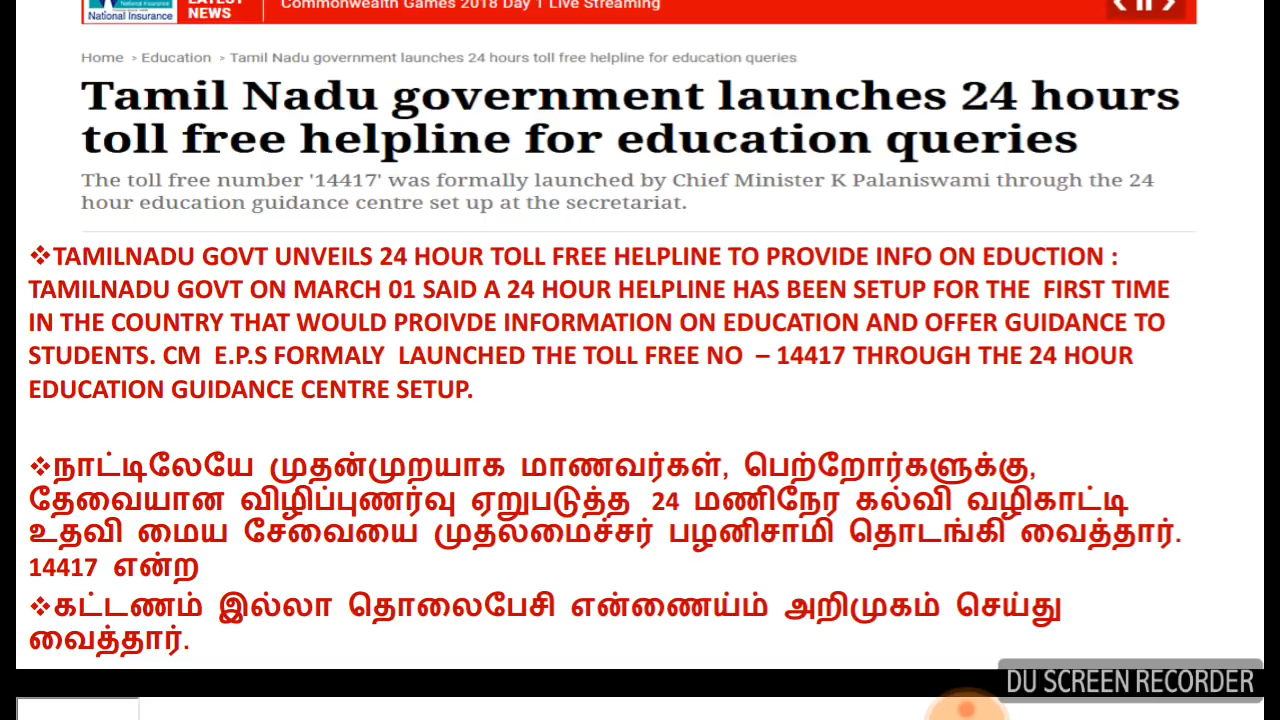 National Insurance
LATEST
NEWS
Commonwealth Games 2018 Day 1 Live Streaming
Home > Education > Tamil Nadu government launches 24 hours toll free helpline for education queries
Tamil Nadu government launches 24 hours
toll free helpline for education queries
The toll free number '14417' was formally launched by Chief Minister K Palaniswami through the 24
hour education guidance centre set up at the secretariat.
❖TAMILNADU GOVT UNVEILS 24 HOUR TOLL FREE HELPLINE TO PROVIDE INFO ON EDUCTION :
TAMILNADU GOVT ON MARCH 01 SAID A 24 HOUR HELPLINE HAS BEEN SETUP FOR THE FIRST TIME
IN THE COUNTRY THAT WOULD PROIVDE INFORMATION ON EDUCATION AND OFFER GUIDANCE TO
STUDENTS. CM E.P.S FORMALY LAUNCHED THE TOLL FREE NO – 14417 THROUGH THE 24 HOUR
EDUCATION GUIDANCE CENTRE SETUP.
❖நாட்டிலேயே முதன்முறயாக மாணவர்கள், பெற்றோர்களுக்கு,
தேவையான விழிப்புணர்வு ஏறுபடுத்த 24 மணிநேர கல்வி வழிகாட்டி
உதவி மைய சேவையை முதலமைச்சர் பழனிசாமி தொடங்கி வைத்தார்.
14417 என்ற
❖கட்டணம் இல்லா தொலைபேசி என்ணைய்ம் அறிமுகம் செய்து
வைத்தார்.
DU SCREEN RECORDER